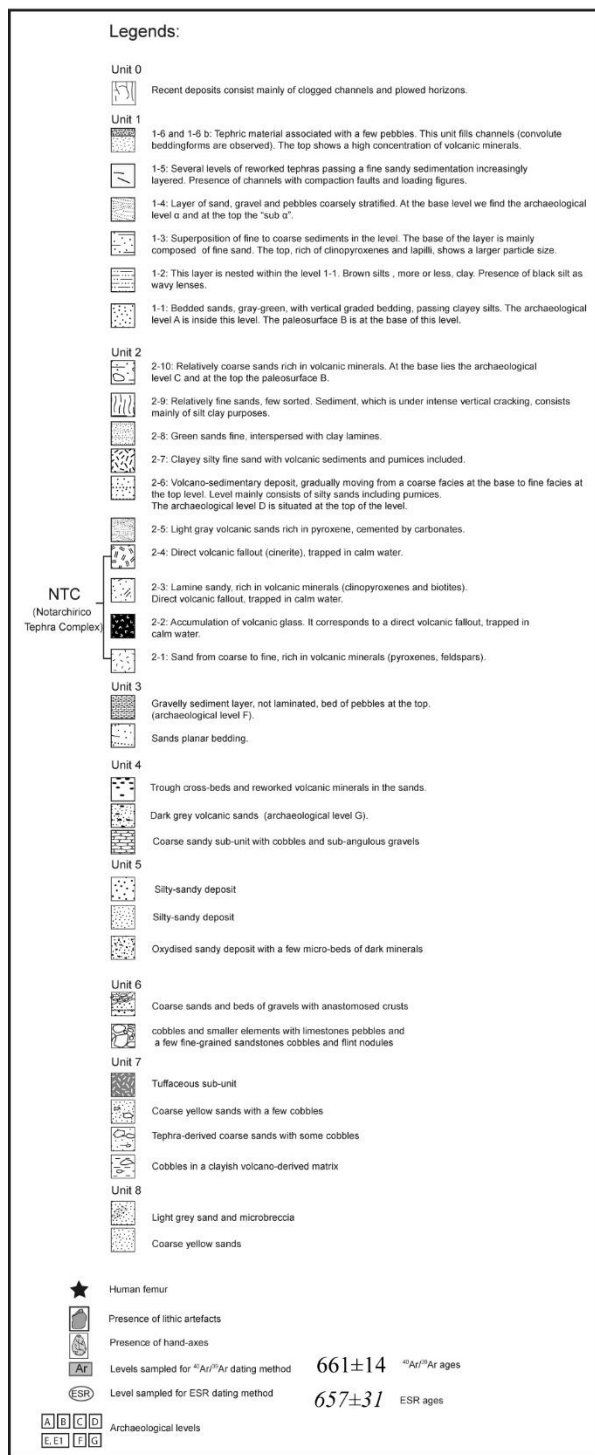 Legends:
Unit 0
Recent deposits consist mainly of clogged channels and plowed horizons.
Unit 1
1-6 and 1-6 b: Tephric material associated with a few pebbles. This unit fills channels (convolute
beddingforms are observed). The top shows a high concentration of volcanic minerals.
1-5: Several levels of reworked tephras passing a fine sandy sedimentation increasingly
layered. Presence of channels with compaction faults and loading figures.
1-4: Layer of sand, gravel and pebbles coarsely stratified. At the base level we find the archaeological
level α and at the top the “sub α”.
1-3: Superposition of fine to coarse sediments in the level. The base of the layer is mainly
composed of fine sand. The top, rich of clinopyroxenes and lapilli, shows a larger particle size.
1-2: This layer is nested within the level 1-1. Brown silts , more or less, clay. Presence of black silt as
wavy lenses.
1-1: Bedded sands, gray-green, with vertical graded bedding, passing clayey silts. The archaeological
level A is inside this level. The paleosurface B is at the base of this level.
Unit 2
2-10: Relatively coarse sands rich in volcanic minerals. At the base lies the archaeological
level C and at the top the paleosurface B.
2-9: Relatively fine sands, few sorted. Sediment, which is under intense vertical cracking, consists
mainly of silt clay purposes.
2-8: Green sands fine, interspersed with clay lamines.
2-7: Clayey silty fine sand with volcanic sediments and pumices included.
2-6: Volcano-sedimentary deposit, gradually moving from a coarse facies at the base to fine facies at
the top level. Level mainly consists of silty sands including pumices.
The archaeological level D is situated at the top of the level.
2-5: Light gray volcanic sands rich in pyroxene, cemented by carbonates.
2-4: Direct volcanic fallout (cinerite), trapped in calm water.
NTC
(Notarchirico
Tephra Complex)
2-3: Lamine sandy, rich in volcanic minerals (clinopyroxenes and biotites).
Direct volcanic fallout, trapped in calm water.
2-2: Accumulation of volcanic glass. It corresponds to a direct volcanic fallout, trapped in
calm water.
2-1: Sand from coarse to fine, rich in volcanic minerals (pyroxenes, feldspars).
Unit 3
Gravelly sediment layer, not laminated, bed of pebbles at the top.
(archaeological level F).
Sands planar bedding.
Unit 4
Trough cross-beds and reworked volcanic minerals in the sands.
Dark grey volcanic sands (archaeological level G).
Coarse sandy sub-unit with cobbles and sub-angulous gravels
Unit 5
Silty-sandy deposit
Silty-sandy deposit
Oxydised sandy deposit with a few micro-beds of dark minerals
Unit 6
Coarse sands and beds of gravels with anastomosed crusts
cobbles and smaller elements with limestones pebbles and
a few fine-grained sandstones cobbles and flint nodules
Unit 7
Tuffaceous sub-unit
Coarse yellow sands with a few cobbles
Tephra-derived coarse sands with some cobbles
Cobbles in a clayish volcano-derived matrix
Unit 8
Light grey sand and microbreccia
Coarse yellow sands
Human femur
Presence of lithic artefacts
Presence of hand-axes
Ar Levels sampled for ⁴⁰Ar/³⁹Ar dating method 661±14 ⁴⁰Ar/³⁹Ar ages
ESR Level sampled for ESR dating method 657±31 ESR ages
A B C D
E, E1 F G Archaeological levels